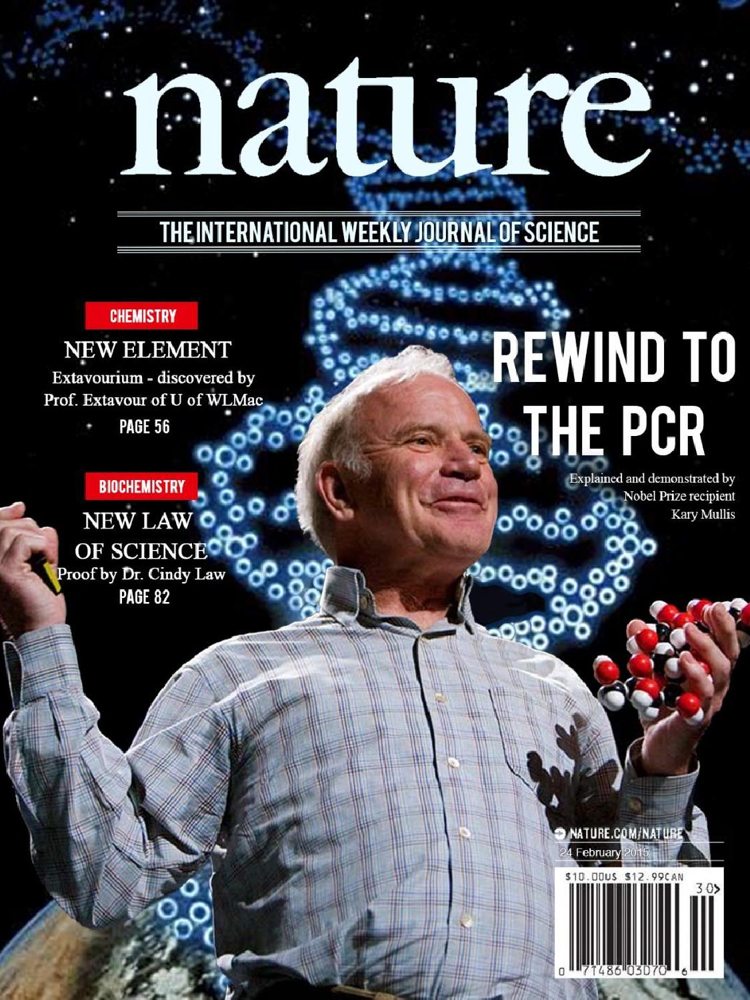 nature
THE INTERNATIONAL WEEKLY JOURNAL OF SCIENCE
CHEMISTRY
NEW ELEMENT
Extavourium - discovered by
Prof. Extavour of U of WLMac
PAGE 56
BIOCHEMISTRY
NEW LAW
OF SCIENCE
Proof by Dr. Cindy Law
PAGE 82
REWIND TO
THE PCR
Explained and demonstrated by
Nobel Prize recipient
Kary Mullis
NATURE.COM/NATURE
24 February 2015
$10.00US $12.99CAN
30>
0 71486 03070 6